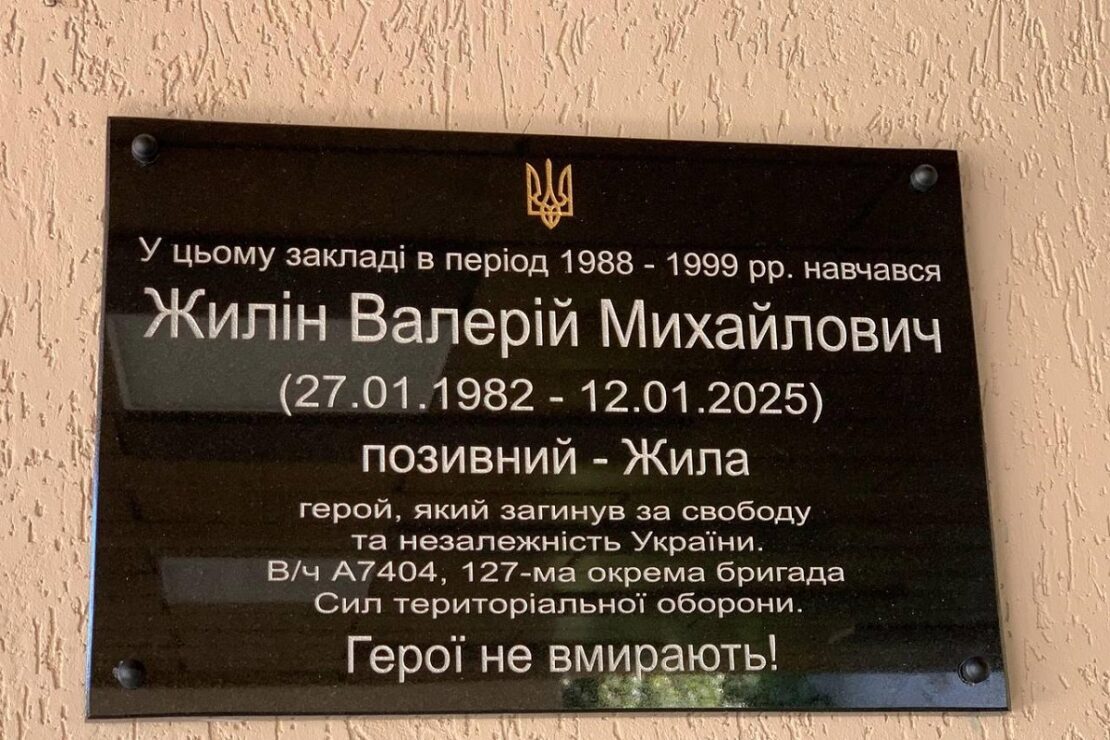 У цьому закладі в період 1988 - 1999 рр. навчався
Жилін Валерій Михайлович
(27.01.1982 - 12.01.2025)
позивний - Жила
герой, який загинув за свободу
та незалежність України.
В/ч А7404, 127-ма окрема бригада
Сил територіальної оборони.
Герої не вмирають!